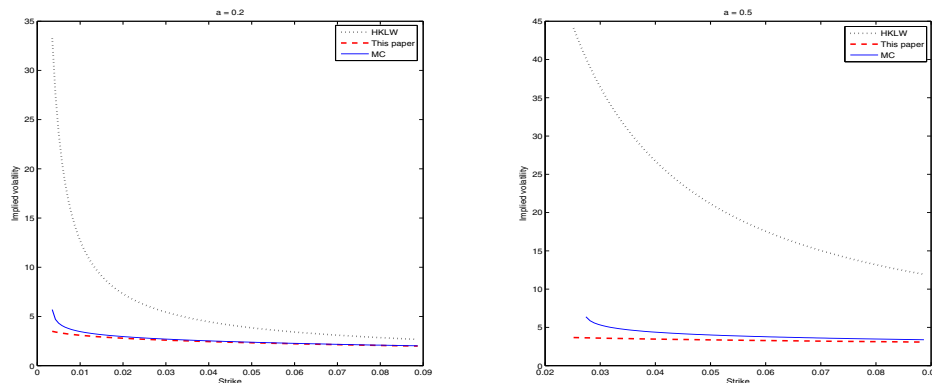 a = 0.2
35
30
25
20
15
10
5
0
Implied volatility
HKLW
This paper
MC
0 0.01 0.02 0.03 0.04 0.05 0.06 0.07 0.08 0.09
Strike
a = 0.5
45
40
35
30
25
20
15
10
5
0
Implied volatility
HKLW
This paper
MC
0.02 0.03 0.04 0.05 0.06 0.07 0.08
Strike